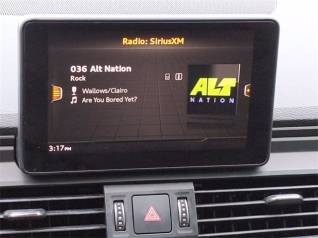 Radio: SiriusXM
036 Alt Nation
Rock
Wallows/Clairo
Are You Bored Yet?
ALT
NATION
3:17PM